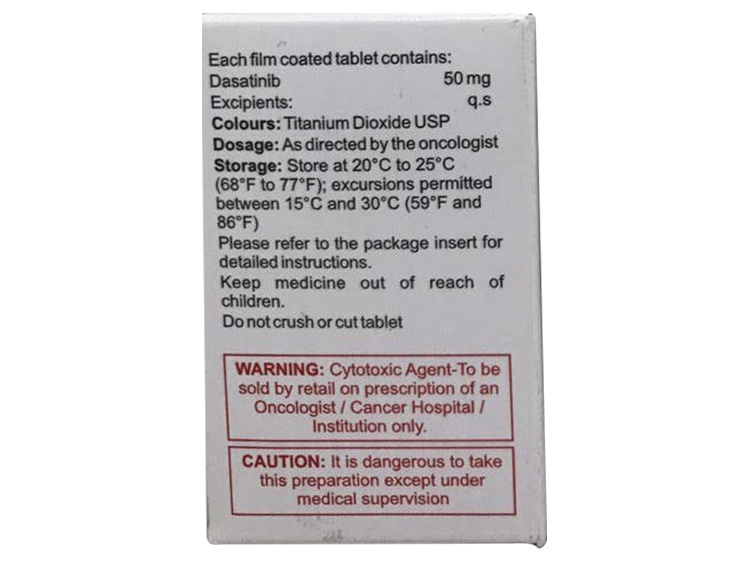 Each film coated tablet contains:
Dasatinib 50 mg
Excipients: q.s
Colours: Titanium Dioxide USP
Dosage: As directed by the oncologist
Storage: Store at 20°C to 25°C
(68°F to 77°F); excursions permitted
between 15°C and 30°C (59°F and
86°F)
Please refer to the package insert for
detailed instructions.
Keep medicine out of reach of
children.
Do not crush or cut tablet
WARNING: Cytotoxic Agent-To be
sold by retail on prescription of an
Oncologist / Cancer Hospital /
Institution only.
CAUTION: It is dangerous to take
this preparation except under
medical supervision